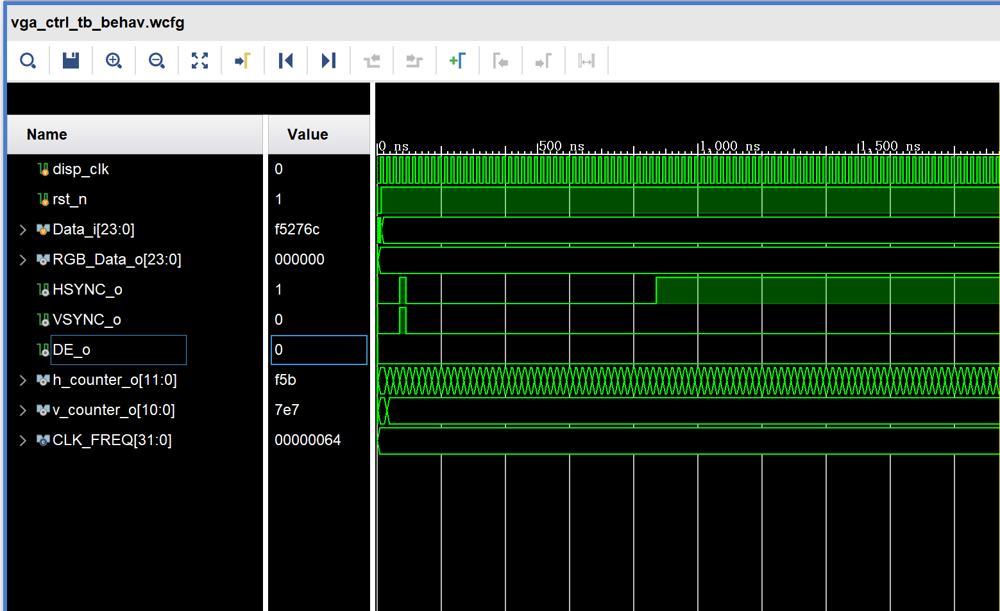 vga_ctrl_tb_behav.wcfg
Name Value
0 ns 500 ns 1,000 ns 1,500 ns
disp_clk 0
rst_n 1
Data_i[23:0] f5276c
RGB_Data_o[23:0] 000000
HSYNC_o 1
VSYNC_o 0
DE_o 0
h_counter_o[11:0] f5b
v_counter_o[10:0] 7e7
CLK_FREQ[31:0] 00000064